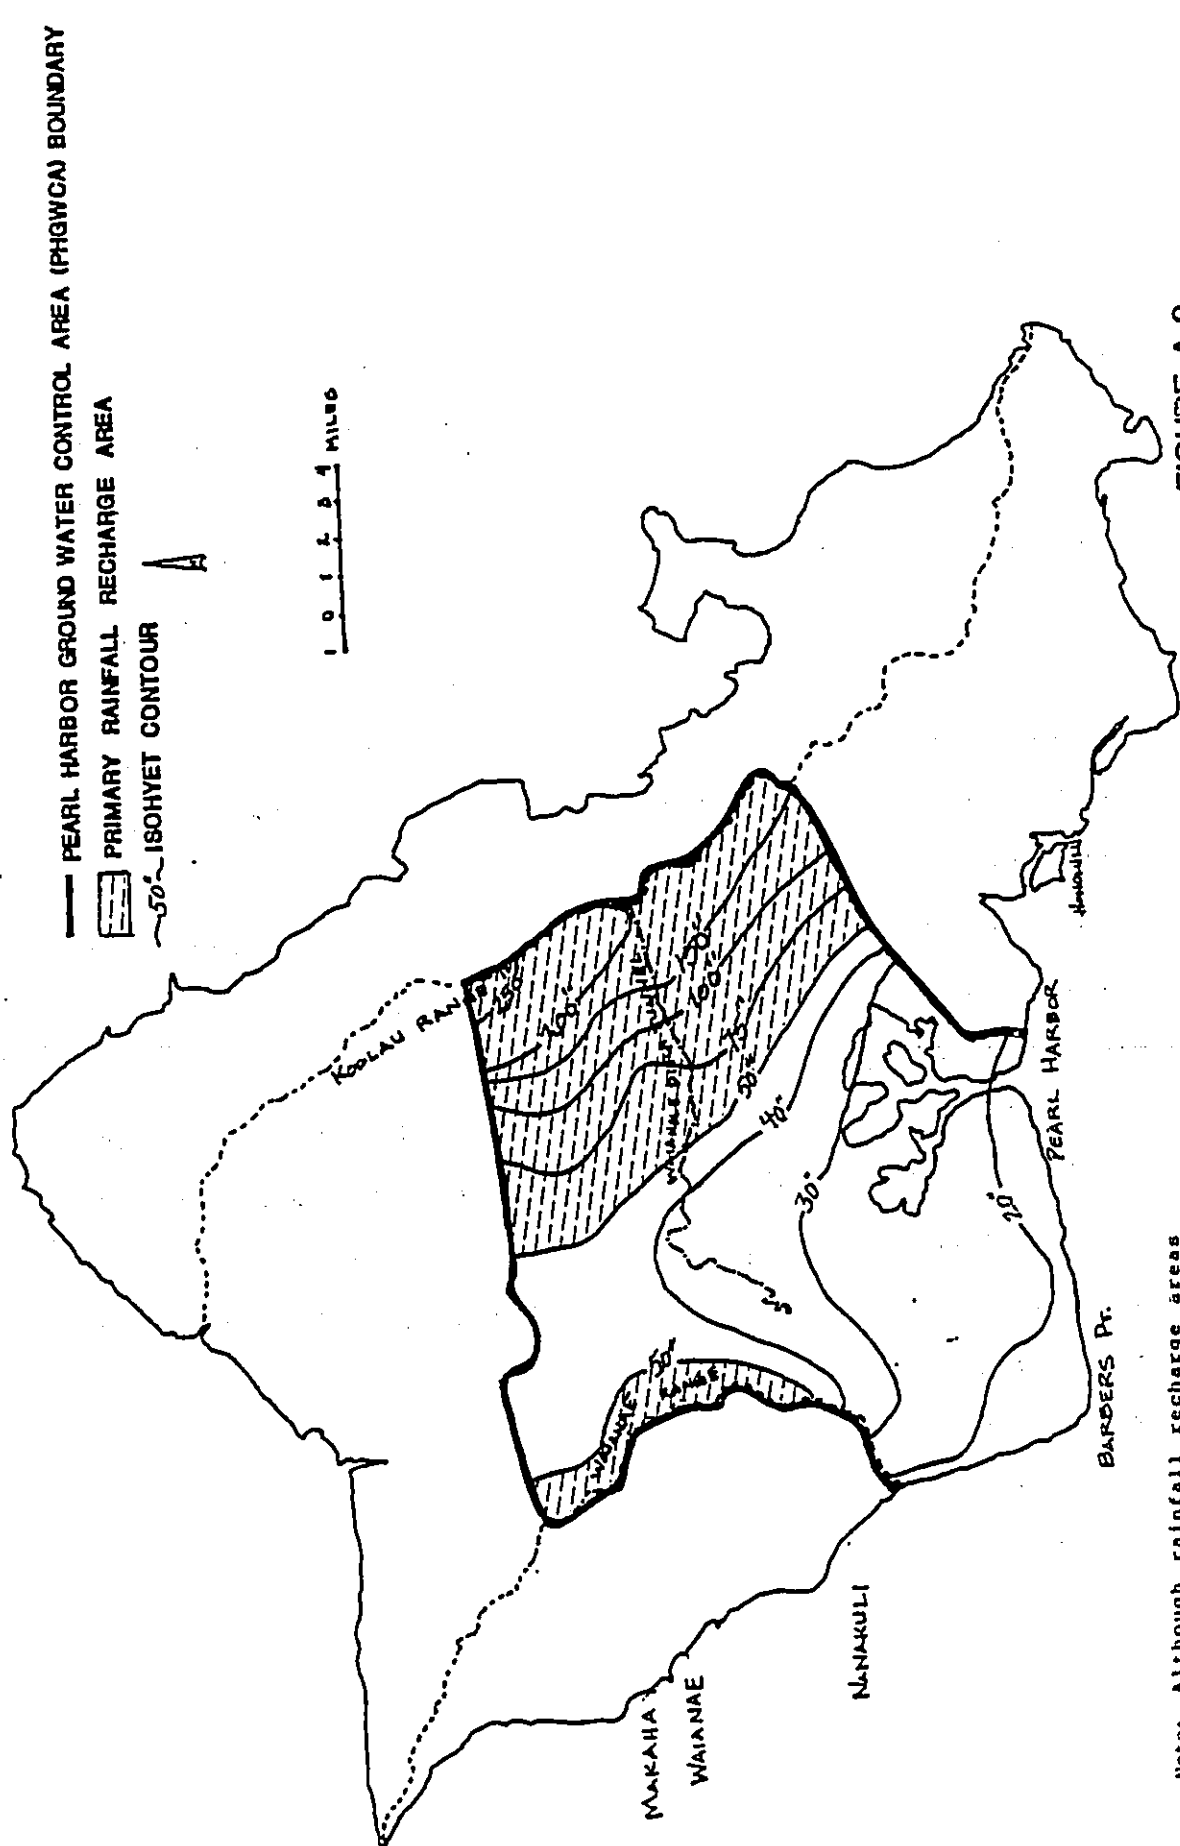 PEARL HARBOR GROUND WATER CONTROL AREA (PHGWCA) BOUNDARY
PRIMARY RAINFALL RECHARGE AREA
50" ISOHYET CONTOUR
1 0 1 2 3 4 MILES
KOOLAU RANGE
250"
200"
150"
100"
75"
50"
40"
30"
20"
50"
WAIANAE RANGE
TUNNEL
MAKAHA
WAIANAE
NANAKULI
BARBERS PT.
PEARL HARBOR
HONOLULU
Note: Although rainfall recharge areas